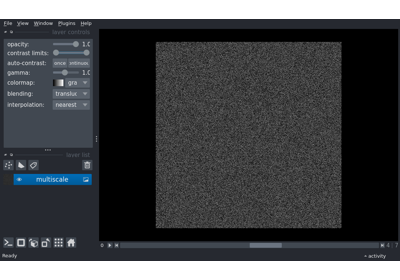 File View Window Plugins Help
layer controls
opacity: 1.0
contrast limits:
auto-contrast: once
gamma: 1.0
colormap: gra
blending: transluc
interpolation: nearest
layer list
multiscale
0
Ready
activity